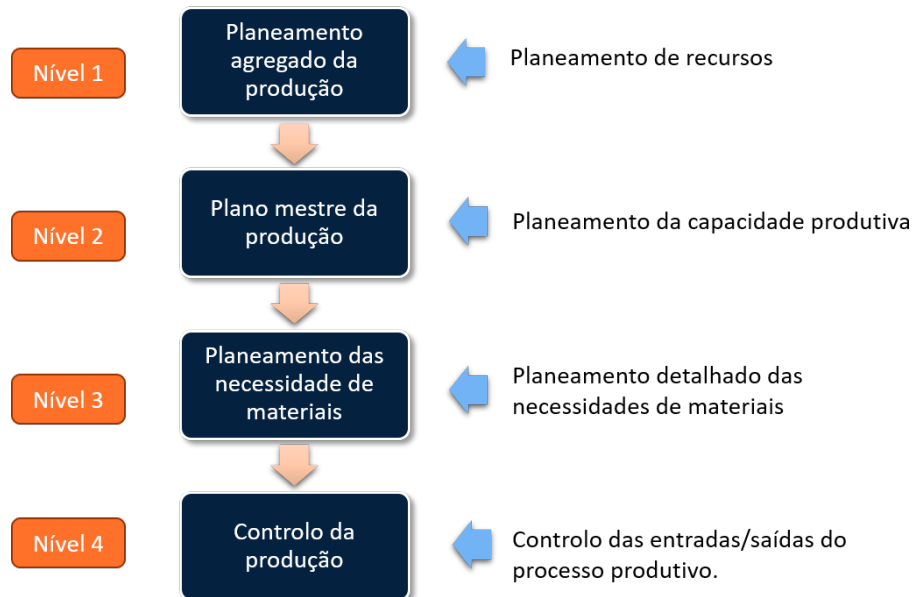 Nível 1
Planeamento
agregado da
produção
Planeamento de recursos
Nível 2
Plano mestre da
produção
Planeamento da capacidade produtiva
Nível 3
Planeamento das
necessidade de
materiais
Planeamento detalhado das
necessidades de materiais
Nível 4
Controlo da
produção
Controlo das entradas/saídas do
processo produtivo.